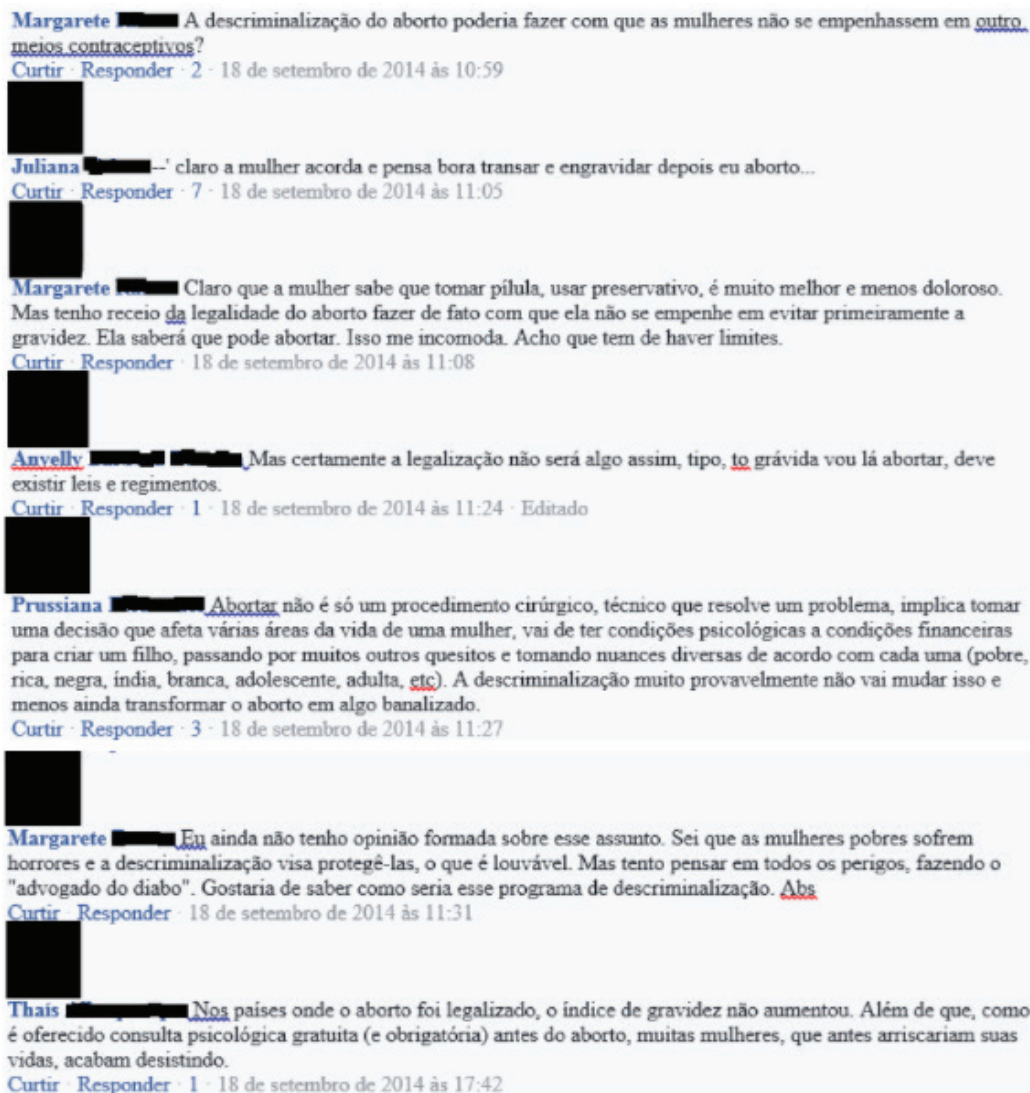 Margarete A descriminalização do aborto poderia fazer com que as mulheres não se empenhassem em outro
meios contraceptivos?
Curtir · Responder · 2 · 18 de setembro de 2014 às 10:59
Juliana --' claro a mulher acorda e pensa bora transar e engravidar depois eu aborto...
Curtir · Responder · 7 · 18 de setembro de 2014 às 11:05
Margarete Claro que a mulher sabe que tomar pílula, usar preservativo, é muito melhor e menos doloroso.
Mas tenho receio da legalidade do aborto fazer de fato com que ela não se empenhe em evitar primeiramente a
gravidez. Ela saberá que pode abortar. Isso me incomoda. Acho que tem de haver limites.
Curtir · Responder · 18 de setembro de 2014 às 11:08
Anyelly Mas certamente a legalização não será algo assim, tipo, to grávida vou lá abortar, deve
existir leis e regimentos.
Curtir · Responder · 1 · 18 de setembro de 2014 às 11:24 · Editado
Prussiana Abortar não é só um procedimento cirúrgico, técnico que resolve um problema, implica tomar
uma decisão que afeta várias áreas da vida de uma mulher, vai de ter condições psicológicas a condições financeiras
para criar um filho, passando por muitos outros quesitos e tomando nuances diversas de acordo com cada uma (pobre,
rica, negra, índia, branca, adolescente, adulta, etc). A descriminalização muito provavelmente não vai mudar isso e
menos ainda transformar o aborto em algo banalizado.
Curtir · Responder · 3 · 18 de setembro de 2014 às 11:27
Margarete Eu ainda não tenho opinião formada sobre esse assunto. Sei que as mulheres pobres sofrem
horrores e a descriminalização visa protegê-las, o que é louvável. Mas tento pensar em todos os perigos, fazendo o
"advogado do diabo". Gostaria de saber como seria esse programa de descriminalização. Abs
Curtir · Responder · 18 de setembro de 2014 às 11:31
Thaís Nos países onde o aborto foi legalizado, o índice de gravidez não aumentou. Além de que, como
é oferecido consulta psicológica gratuita (e obrigatória) antes do aborto, muitas mulheres, que antes arriscariam suas
vidas, acabam desistindo.
Curtir · Responder · 1 · 18 de setembro de 2014 às 17:42